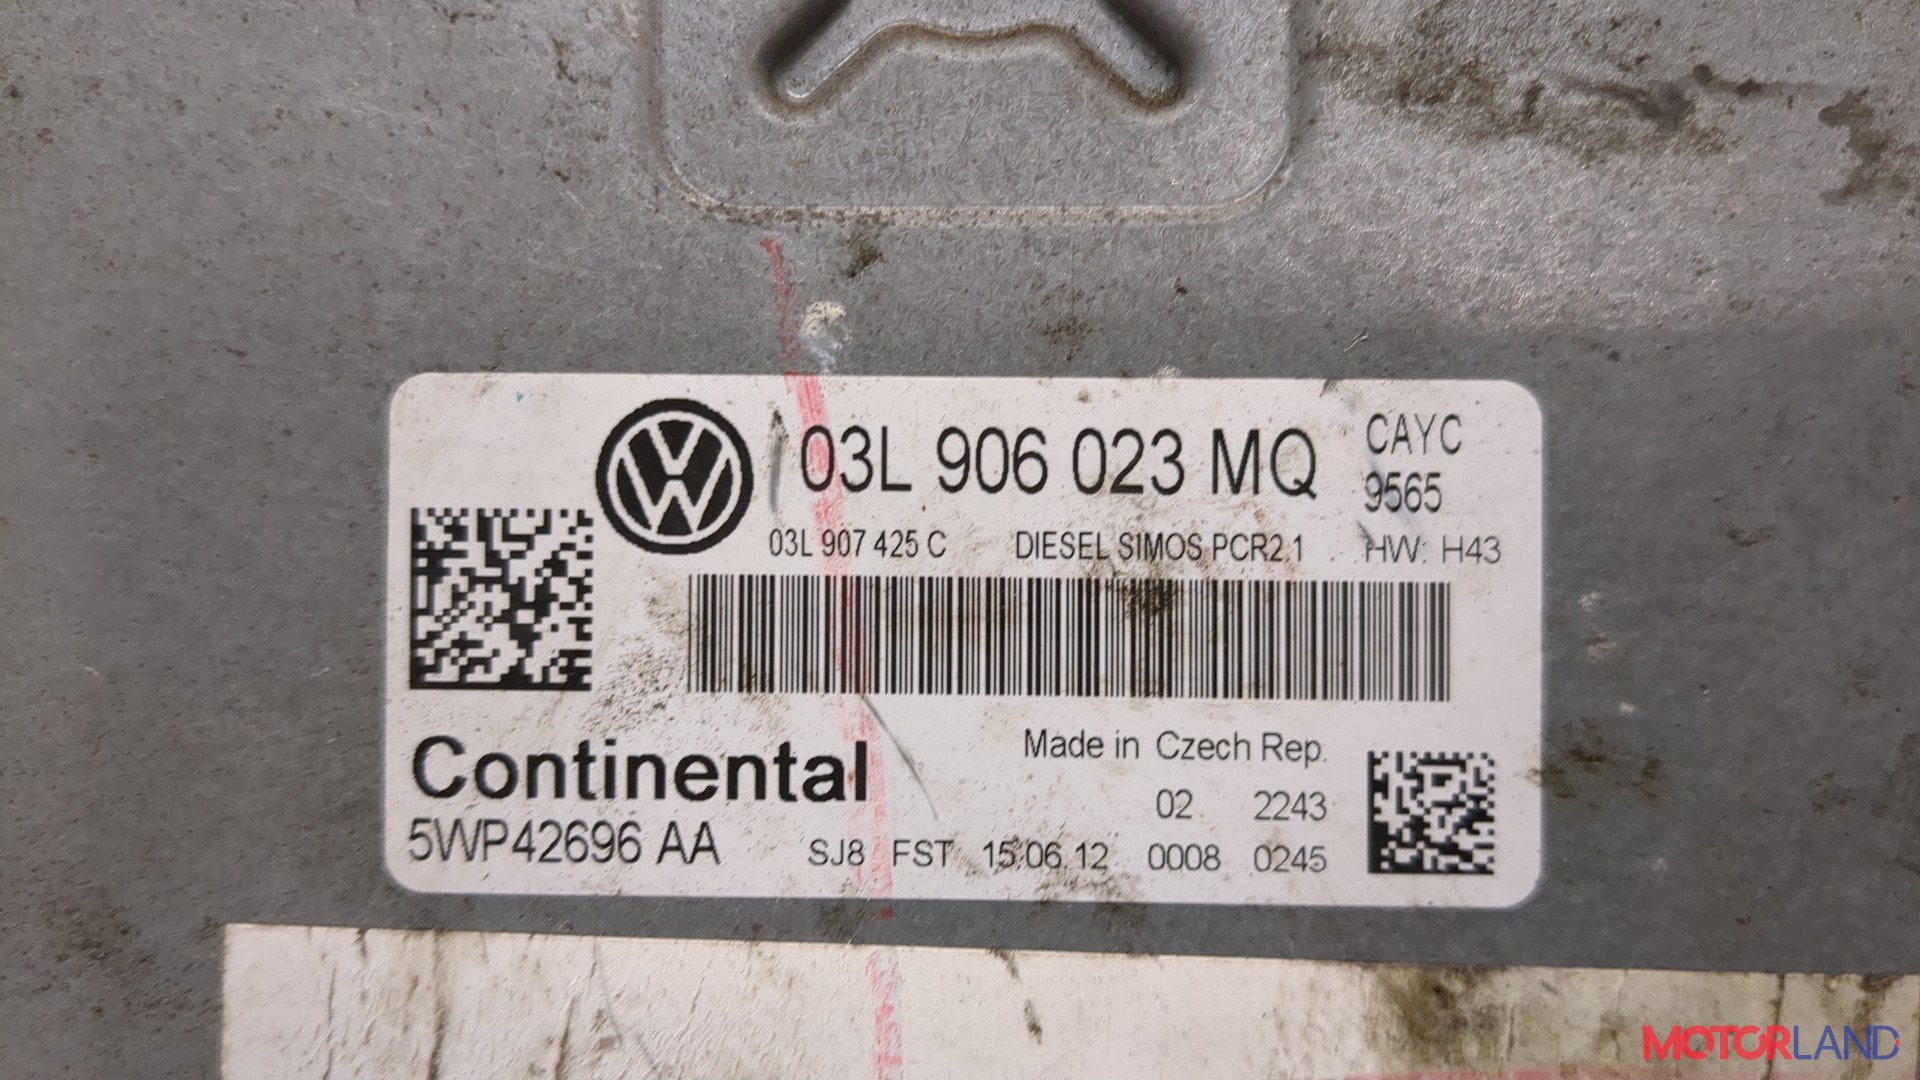 03L 906 023 MQ
CAYC
9565
03L 907 425 C DIESEL SIMOS PCR2.1 HW: H43
Continental
Made in Czech Rep.
02 2243
5WP42696 AA SJ8 FST 15.06.12 0008 0245
MOTORLAND